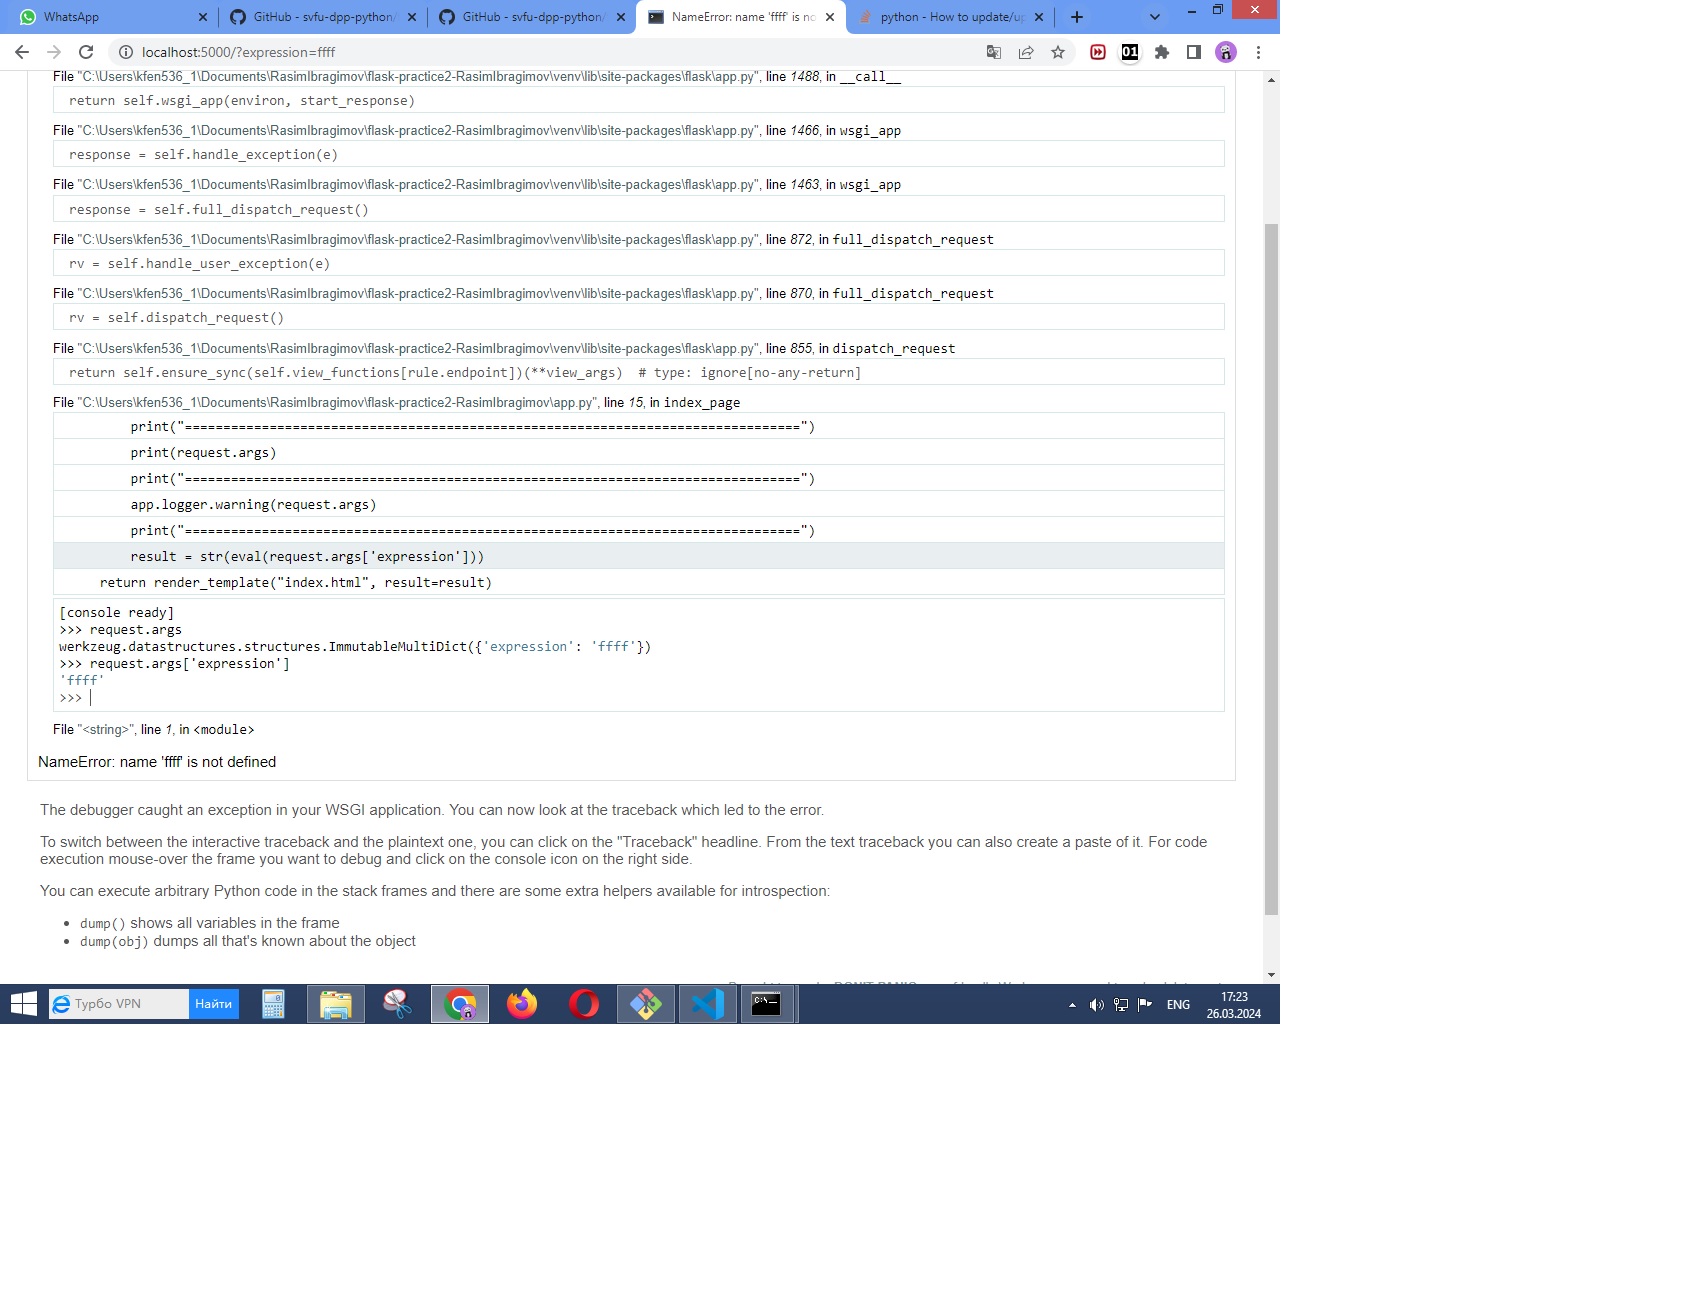 WhatsApp
GitHub - svfu-dpp-python/
GitHub - svfu-dpp-python/
NameError: name 'ffff' is no
python - How to update/up
localhost:5000/?expression=ffff
01
File "C:\Users\kfen536_1\Documents\RasimIbragimov\flask-practice2-RasimIbragimov\venv\lib\site-packages\flask\app.py", line 1488, in __call__
return self.wsgi_app(environ, start_response)
File "C:\Users\kfen536_1\Documents\RasimIbragimov\flask-practice2-RasimIbragimov\venv\lib\site-packages\flask\app.py", line 1466, in wsgi_app
response = self.handle_exception(e)
File "C:\Users\kfen536_1\Documents\RasimIbragimov\flask-practice2-RasimIbragimov\venv\lib\site-packages\flask\app.py", line 1463, in wsgi_app
response = self.full_dispatch_request()
File "C:\Users\kfen536_1\Documents\RasimIbragimov\flask-practice2-RasimIbragimov\venv\lib\site-packages\flask\app.py", line 872, in full_dispatch_request
rv = self.handle_user_exception(e)
File "C:\Users\kfen536_1\Documents\RasimIbragimov\flask-practice2-RasimIbragimov\venv\lib\site-packages\flask\app.py", line 870, in full_dispatch_request
rv = self.dispatch_request()
File "C:\Users\kfen536_1\Documents\RasimIbragimov\flask-practice2-RasimIbragimov\venv\lib\site-packages\flask\app.py", line 855, in dispatch_request
return self.ensure_sync(self.view_functions[rule.endpoint])(**view_args)  # type: ignore[no-any-return]
File "C:\Users\kfen536_1\Documents\RasimIbragimov\flask-practice2-RasimIbragimov\app.py", line 15, in index_page
print("================================================================================")
print(request.args)
print("================================================================================")
app.logger.warning(request.args)
print("================================================================================")
result = str(eval(request.args['expression']))
return render_template("index.html", result=result)
[console ready]
>>> request.args
werkzeug.datastructures.structures.ImmutableMultiDict({'expression': 'ffff'})
>>> request.args['expression']
'ffff'
>>>
File "<string>", line 1, in <module>
NameError: name 'ffff' is not defined
The debugger caught an exception in your WSGI application. You can now look at the traceback which led to the error.
To switch between the interactive traceback and the plaintext one, you can click on the "Traceback" headline. From the text traceback you can also create a paste of it. For code
execution mouse-over the frame you want to debug and click on the console icon on the right side.
You can execute arbitrary Python code in the stack frames and there are some extra helpers available for introspection:
• dump() shows all variables in the frame
• dump(obj) dumps all that's known about the object
Турбо VPN
Найти
ENG
17:23
26.03.2024